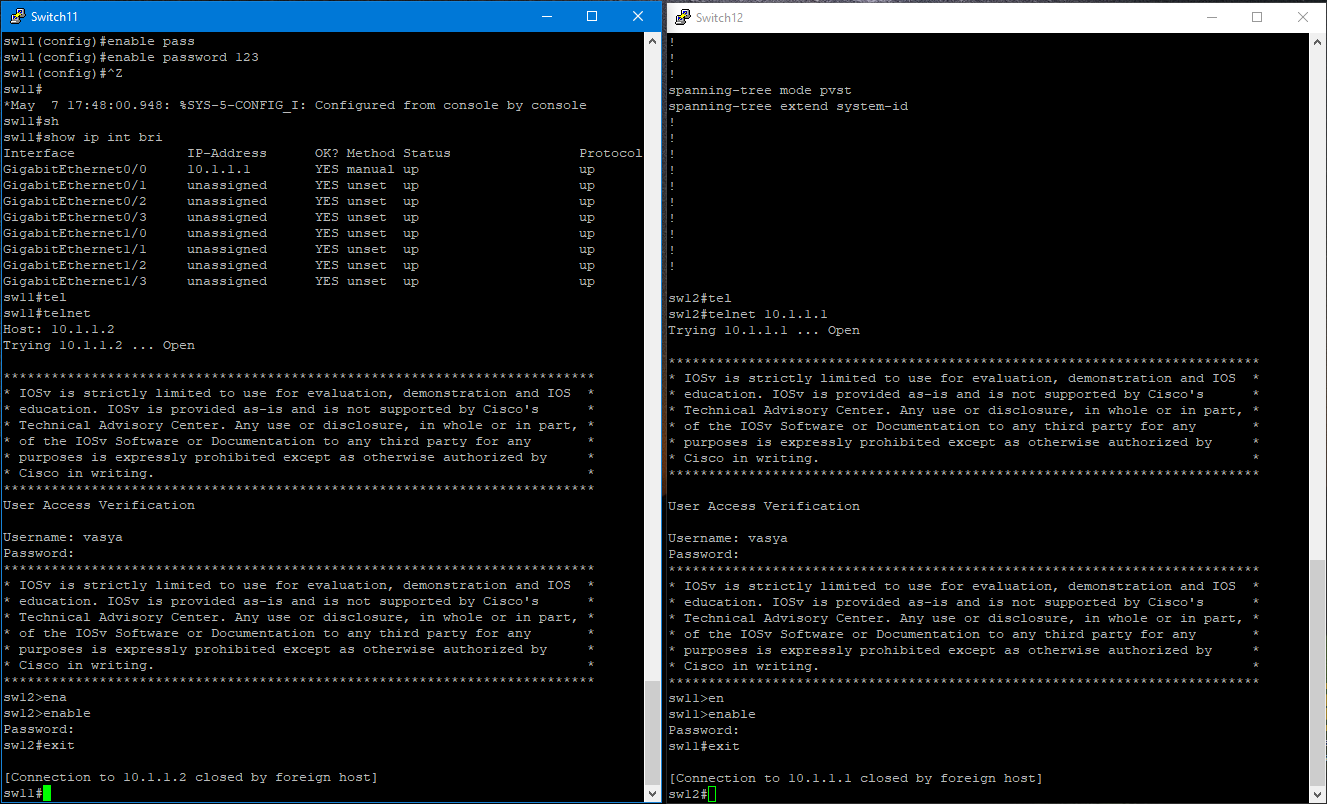 Switch11
sw11(config)#enable pass
sw11(config)#enable password 123
sw11(config)#^Z
sw11#
*May  7 17:48:00.948: %SYS-5-CONFIG_I: Configured from console by console
sw11#sh
sw11#show ip int bri
Interface              IP-Address      OK? Method Status                Protocol
GigabitEthernet0/0     10.1.1.1        YES manual up                    up
GigabitEthernet0/1     unassigned      YES unset  up                    up
GigabitEthernet0/2     unassigned      YES unset  up                    up
GigabitEthernet0/3     unassigned      YES unset  up                    up
GigabitEthernet1/0     unassigned      YES unset  up                    up
GigabitEthernet1/1     unassigned      YES unset  up                    up
GigabitEthernet1/2     unassigned      YES unset  up                    up
GigabitEthernet1/3     unassigned      YES unset  up                    up
sw11#tel
sw11#telnet
Host: 10.1.1.2
Trying 10.1.1.2 ... Open
**************************************************************************
* IOSv is strictly limited to use for evaluation, demonstration and IOS  *
* education. IOSv is provided as-is and is not supported by Cisco's      *
* Technical Advisory Center. Any use or disclosure, in whole or in part, *
* of the IOSv Software or Documentation to any third party for any       *
* purposes is expressly prohibited except as otherwise authorized by     *
* Cisco in writing.                                                      *
**************************************************************************
User Access Verification
Username: vasya
Password:
**************************************************************************
* IOSv is strictly limited to use for evaluation, demonstration and IOS  *
* education. IOSv is provided as-is and is not supported by Cisco's      *
* Technical Advisory Center. Any use or disclosure, in whole or in part, *
* of the IOSv Software or Documentation to any third party for any       *
* purposes is expressly prohibited except as otherwise authorized by     *
* Cisco in writing.                                                      *
**************************************************************************
sw12>ena
sw12>enable
Password:
sw12#exit
[Connection to 10.1.1.2 closed by foreign host]
sw11#
Switch12
!
!
!
spanning-tree mode pvst
spanning-tree extend system-id
!
!
!
!
!
!
!
!
!
!
sw12#tel
sw12#telnet 10.1.1.1
Trying 10.1.1.1 ... Open
**************************************************************************
* IOSv is strictly limited to use for evaluation, demonstration and IOS  *
* education. IOSv is provided as-is and is not supported by Cisco's      *
* Technical Advisory Center. Any use or disclosure, in whole or in part, *
* of the IOSv Software or Documentation to any third party for any       *
* purposes is expressly prohibited except as otherwise authorized by     *
* Cisco in writing.                                                      *
**************************************************************************
User Access Verification
Username: vasya
Password:
**************************************************************************
* IOSv is strictly limited to use for evaluation, demonstration and IOS  *
* education. IOSv is provided as-is and is not supported by Cisco's      *
* Technical Advisory Center. Any use or disclosure, in whole or in part, *
* of the IOSv Software or Documentation to any third party for any       *
* purposes is expressly prohibited except as otherwise authorized by     *
* Cisco in writing.                                                      *
**************************************************************************
sw11>en
sw11>enable
Password:
sw11#exit
[Connection to 10.1.1.1 closed by foreign host]
sw12#